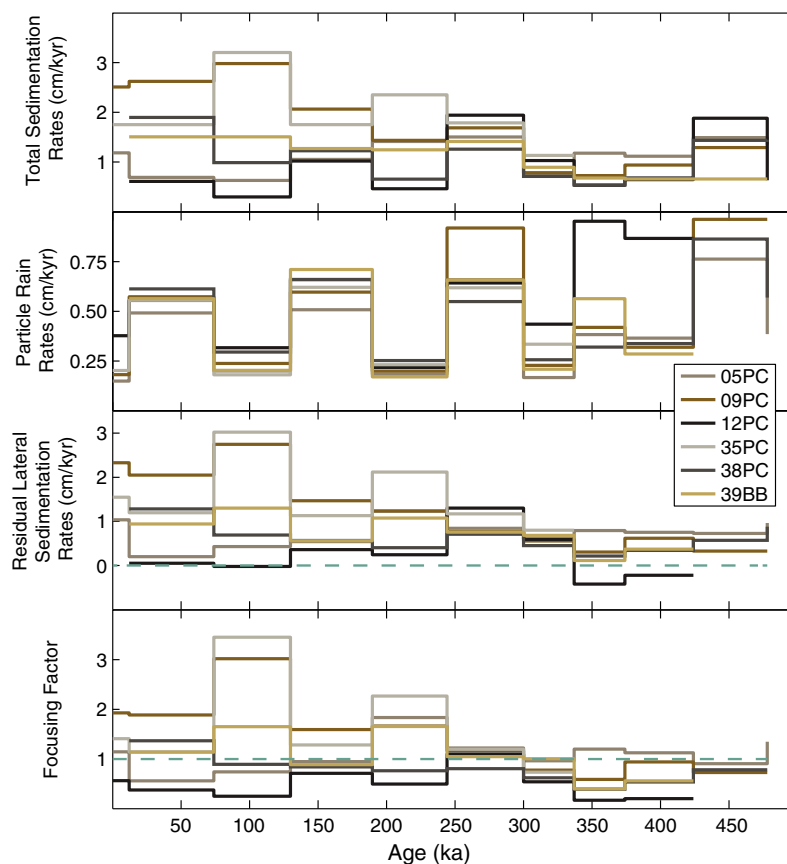 Total Sedimentation
Rates (cm/kyr)
3
2
1
Particle Rain
Rates (cm/kyr)
0.75
0.50
0.25
Residual Lateral
Sedimentation
Rates (cm/kyr)
3
2
1
0
05PC
09PC
12PC
35PC
38PC
39BB
Focusing Factor
3
2
1
50 100 150 200 250 300 350 400 450
Age (ka)